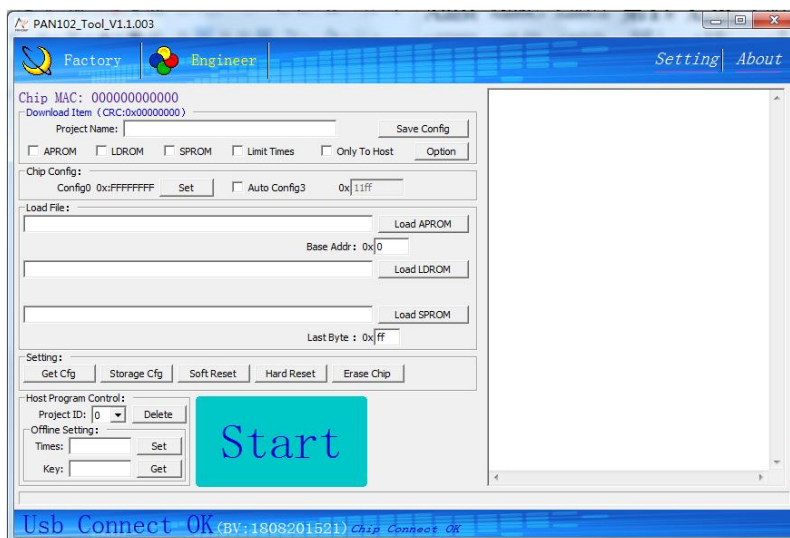 PAN102_Tool_V1.1.003
Factory Engineer Setting About
Chip MAC: 000000000000
Download Item (CRC:0x00000000)
Project Name: Save Config
APROM LDROM SPROM Limit Times Only To Host Option
Chip Config:
Config0 0x:FFFFFFFF Set Auto Config3 0x 11ff
Load File:
Load APROM
Base Addr: 0x 0
Load LDROM
Load SPROM
Last Byte : 0x ff
Setting:
Get Cfg Storage Cfg Soft Reset Hard Reset Erase Chip
Host Program Control:
Project ID: 0 Delete
Offline Setting:
Times: Set
Key: Get
Start
Usb Connect OK (BV:1808201521) Chip Connect OK